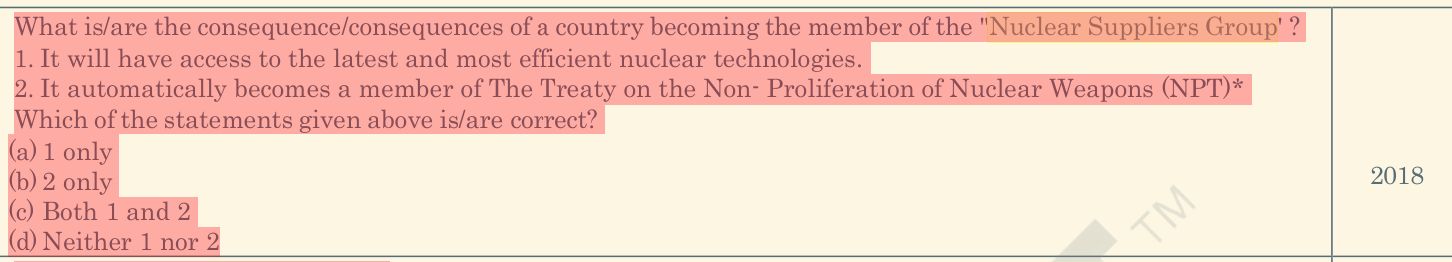 What is/are the consequence/consequences of a country becoming the member of the "Nuclear Suppliers Group' ?
1. It will have access to the latest and most efficient nuclear technologies.
2. It automatically becomes a member of The Treaty on the Non- Proliferation of Nuclear Weapons (NPT)*
Which of the statements given above is/are correct?
(a) 1 only
(b) 2 only
(c) Both 1 and 2
(d) Neither 1 nor 2
2018
TM